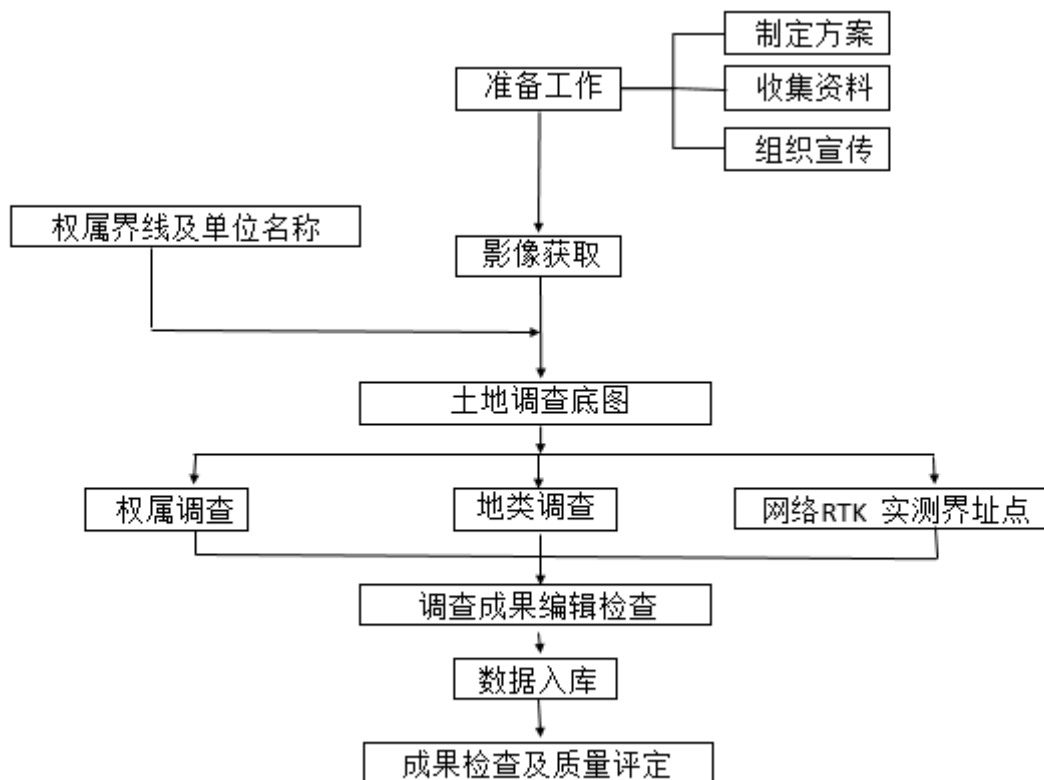 制定方案
准备工作
收集资料
组织宣传
权属界线及单位名称
影像获取
土地调查底图
权属调查
地类调查
网络RTK 实测界址点
调查成果编辑检查
数据入库
成果检查及质量评定